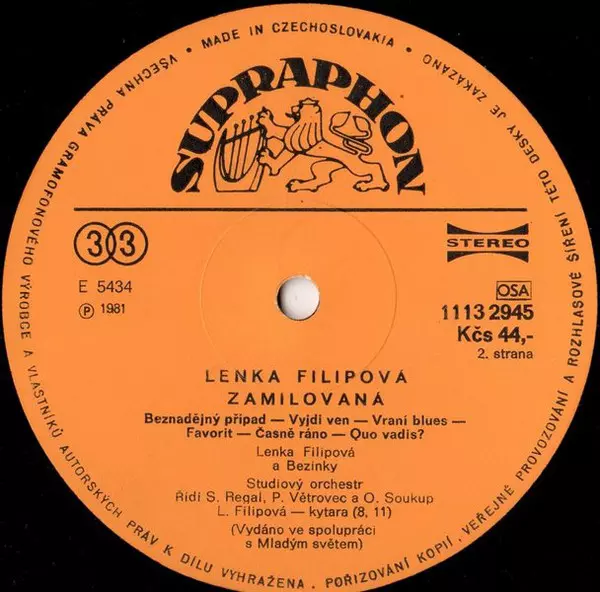 VŠECHNA PRÁVA GRAMOFONOVÉHO VÝROBCE A VLASTNÍKŮ AUTORSKÝCH PRÁV K DÍLU VYHRAŽENA. POŘIZOVÁNÍ KOPIÍ. VEŘEJNÉ PROVOZOVÁNÍ A ROZHLASOVÉ ŠÍŘENÍ TÉTO DESKY JE ZAKÁZÁNO
• MADE IN CZECHOSLOVAKIA •
SUPRAPHON
33
STEREO
E 5434
OSA
Ⓟ 1981
1113 2945
Kčs 44,-
2. strana
LENKA FILIPOVÁ
ZAMILOVANÁ
Beznadějný případ — Vyjdi ven — Vraní blues —
Favorit — Časně ráno — Quo vadis?
Lenka Filipová
a Bezinky
Studiový orchestr
Řídí S. Regal, P. Větrovec a O. Soukup
L. Filipová — kytara (8, 11)
(Vydáno ve spolupráci
s Mladým světem)